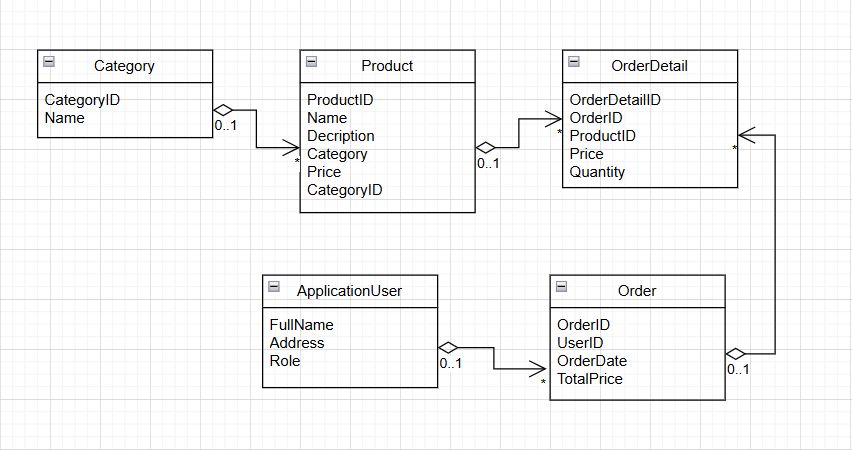 Category
CategoryID
Name
0..1
*
Product
ProductID
Name
Decription
Category
Price
CategoryID
0..1
*
OrderDetail
OrderDetailID
OrderID
ProductID
Price
Quantity
*
ApplicationUser
FullName
Address
Role
0..1
*
Order
OrderID
UserID
OrderDate
TotalPrice
0..1